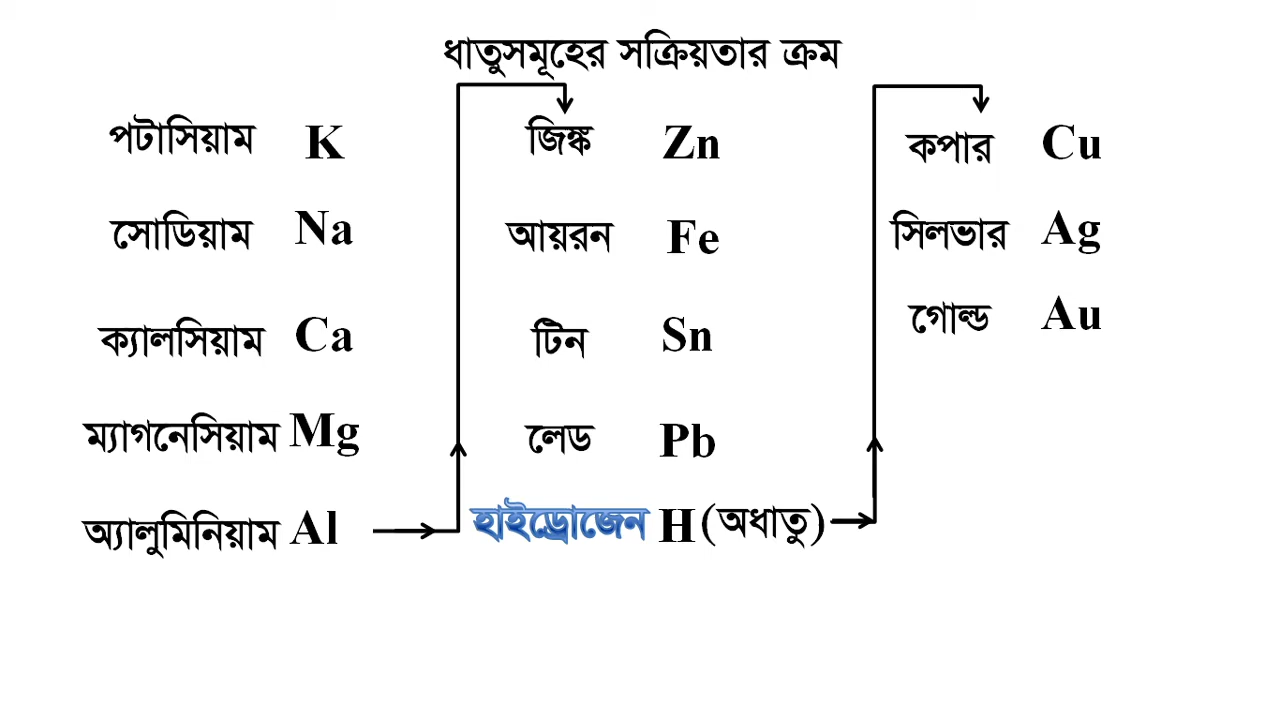 ধাতুসমূহের সক্রিয়তার ক্রম
পটাসিয়াম K
সোডিয়াম Na
ক্যালসিয়াম Ca
ম্যাগনেসিয়াম Mg
অ্যালুমিনিয়াম Al
জিঙ্ক Zn
আয়রন Fe
টিন Sn
লেড Pb
হাইড্রোজেন H (অধাতু)
কপার Cu
সিলভার Ag
গোল্ড Au